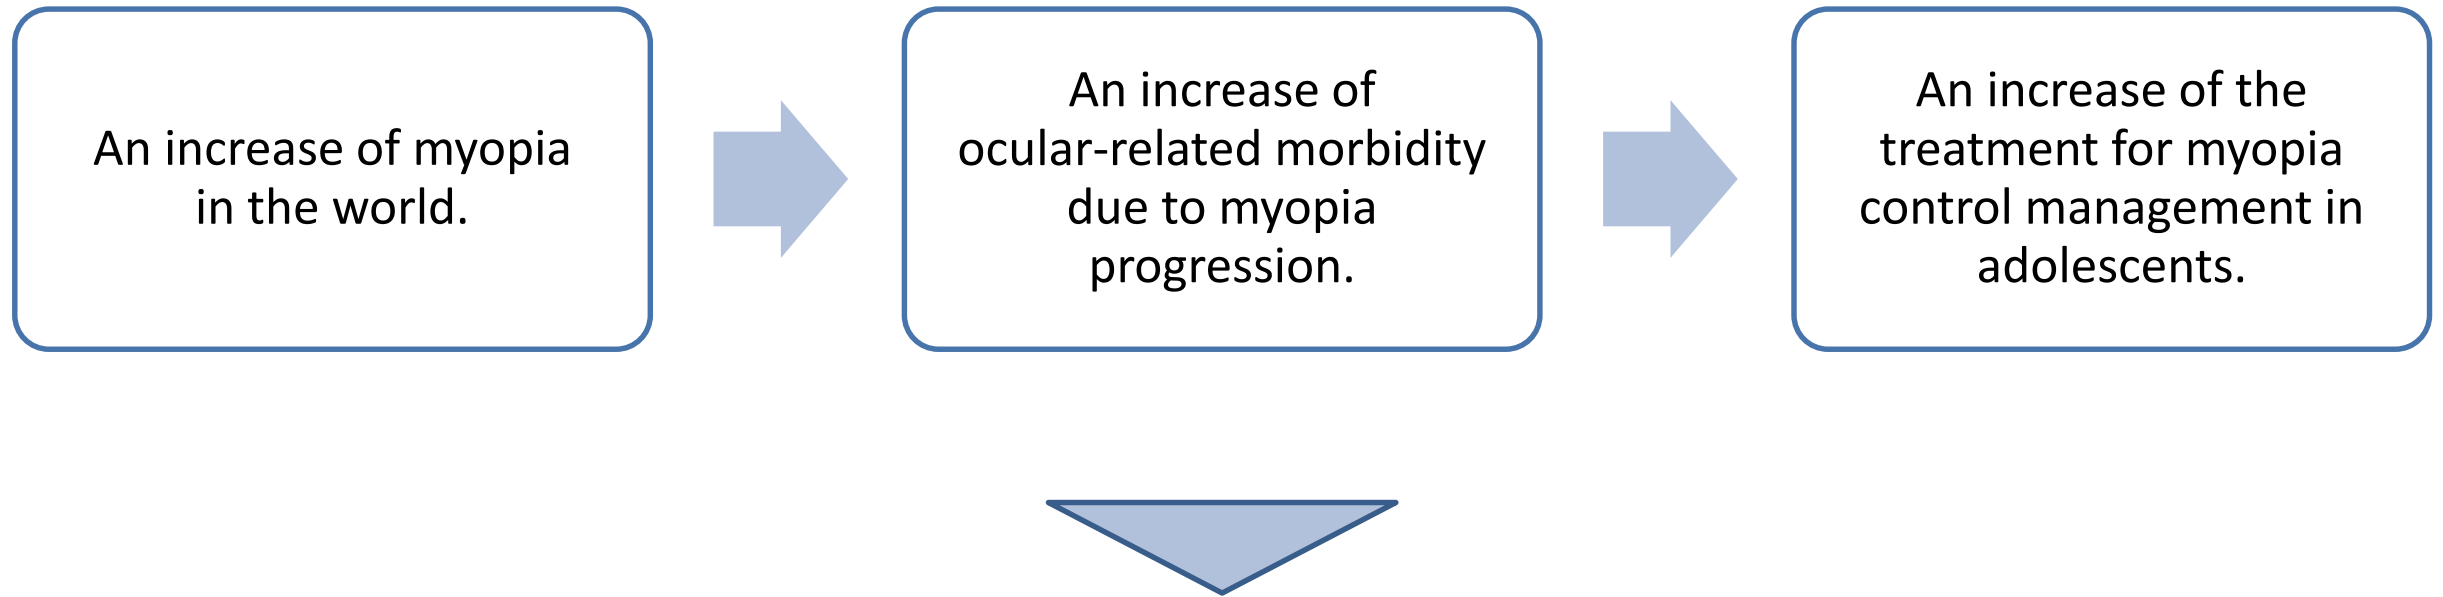 An increase of myopia
in the world.
An increase of
ocular-related morbidity
due to myopia
progression.
An increase of the
treatment for myopia
control management in
adolescents.